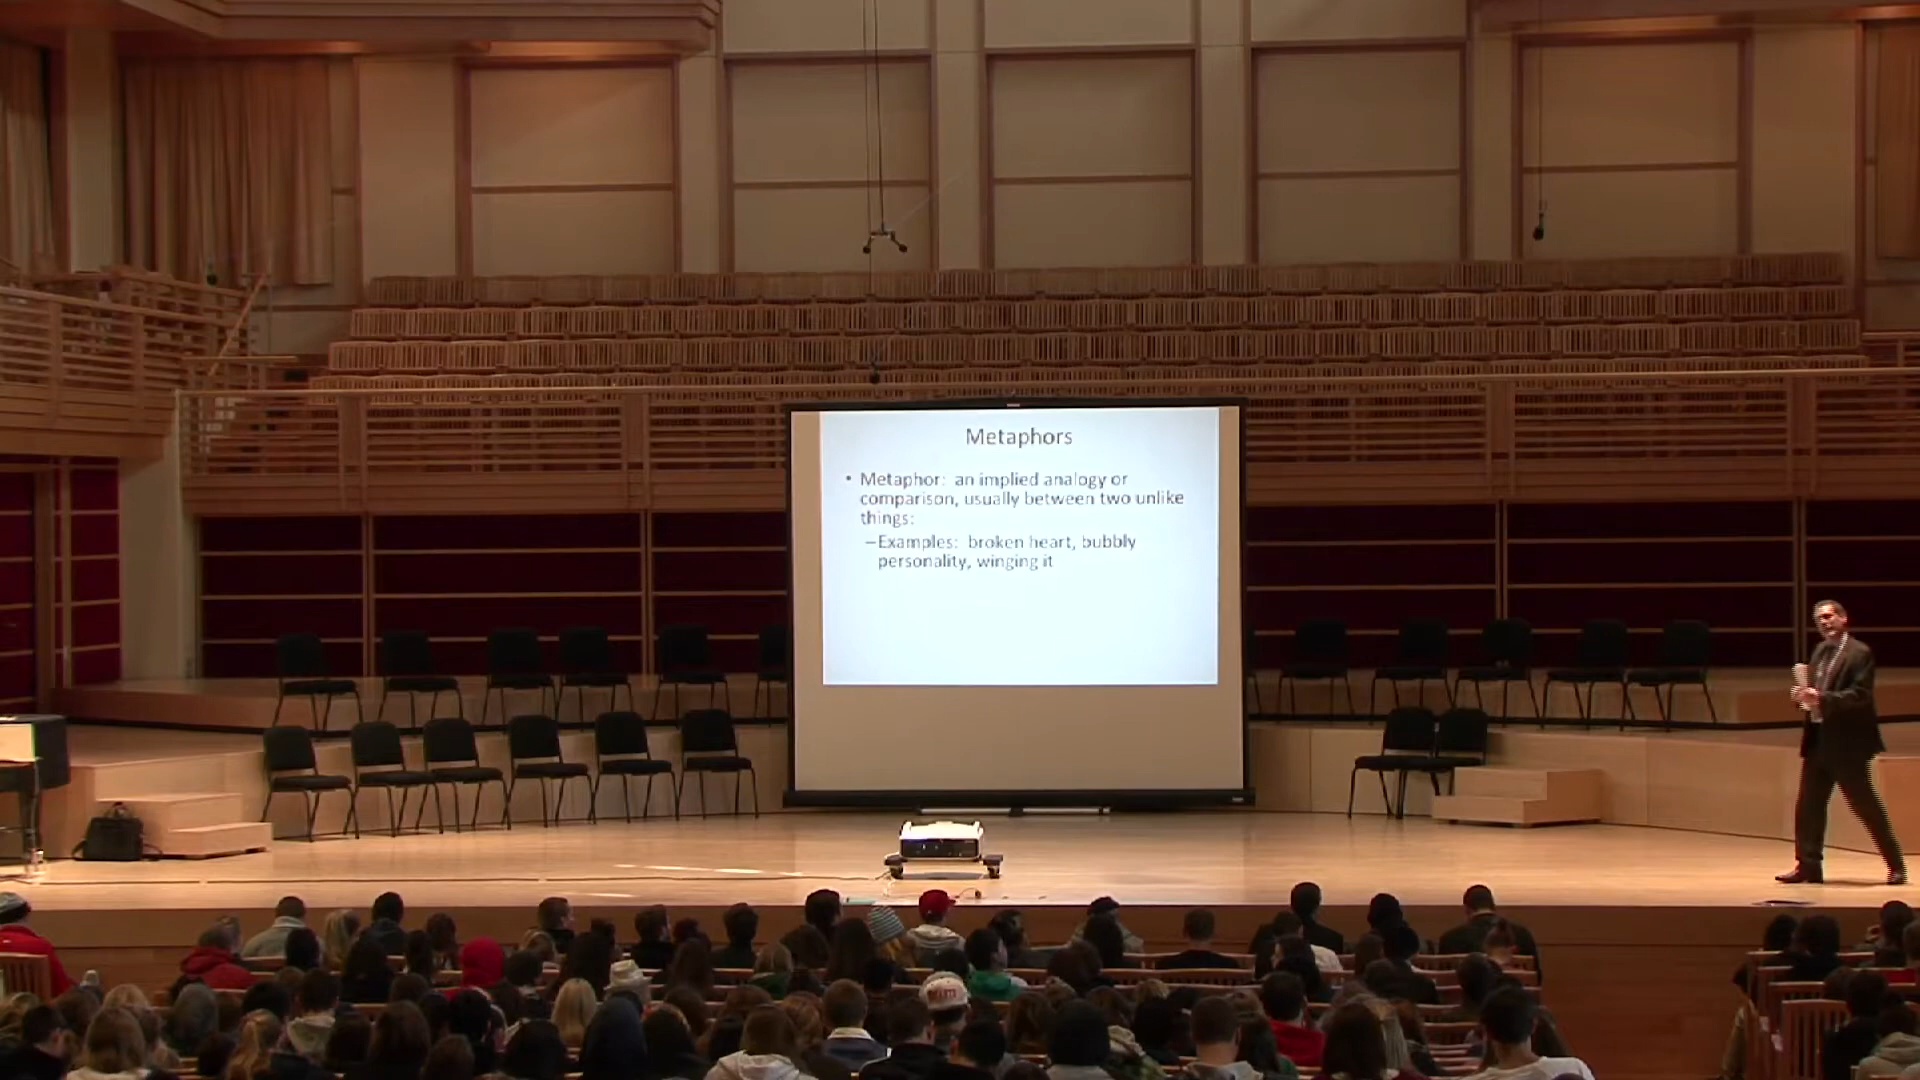 Metaphors
• Metaphor: an implied analogy or
comparison, usually between two unlike
things:
–Examples: broken heart, bubbly
personality, winging it